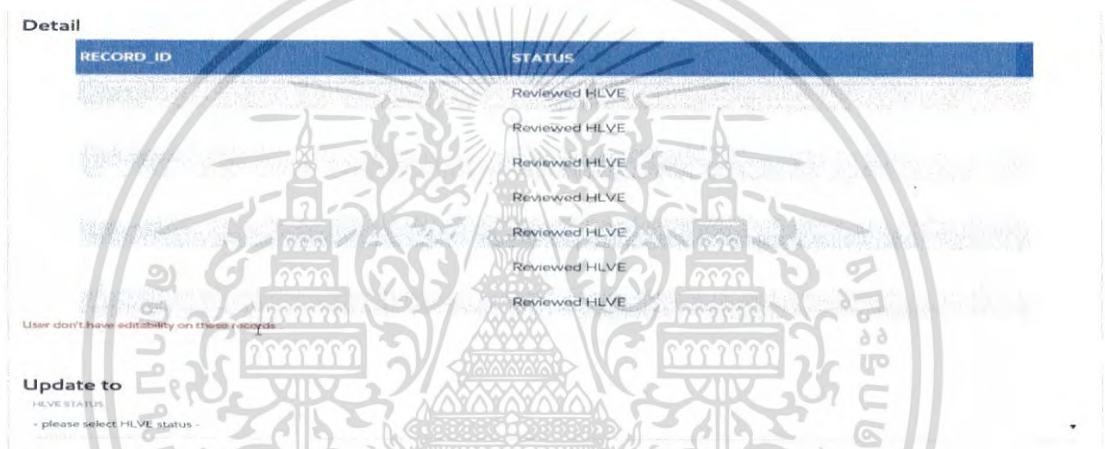 Detail
RECORD_ID STATUS
Reviewed HLVE
Reviewed HLVE
Reviewed HLVE
Reviewed HLVE
Reviewed HLVE
Reviewed HLVE
Reviewed HLVE
User don't have editability on these records.
Update to
HLVE STATUS
- please select HLVE status -